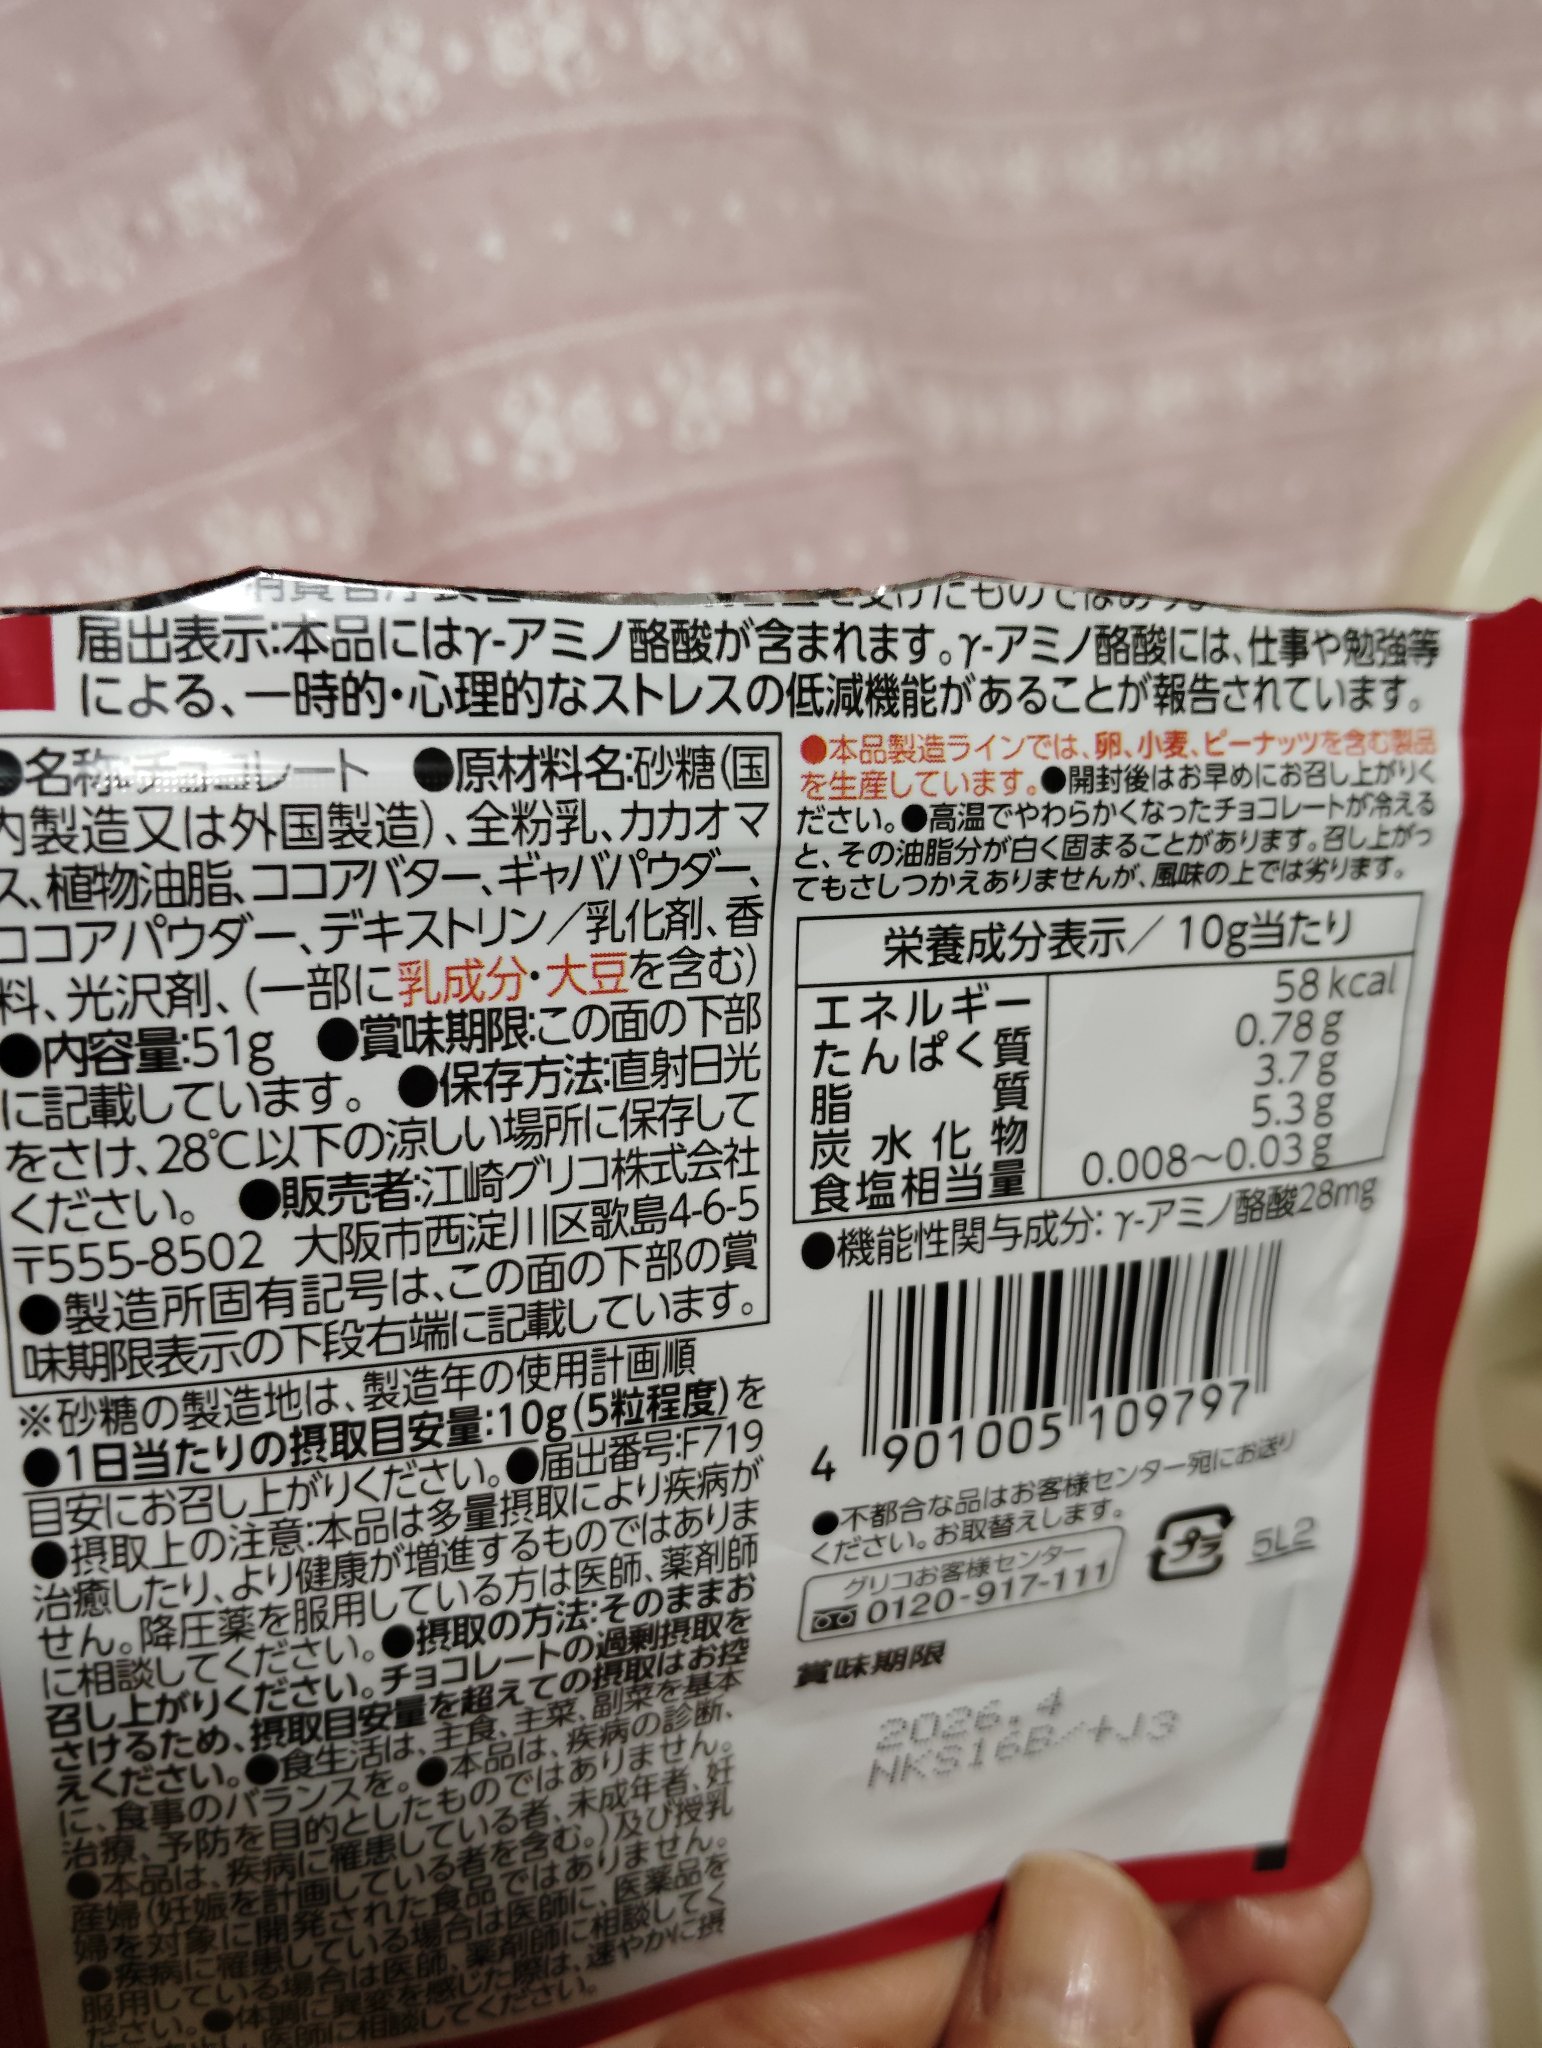 届出表示:本品にはγ-アミノ酪酸が含まれます。γ-アミノ酪酸には、仕事や勉強等
による、一時的・心理的なストレスの低減機能があることが報告されています。
●名称:チョコレート ●原材料名:砂糖(国
内製造又は外国製造)、全粉乳、カカオマ
ス、植物油脂、ココアバター、ギャバパウダー、
ココアパウダー、デキストリン/乳化剤、香
料、光沢剤、(一部に乳成分・大豆を含む)
●内容量:51g ●賞味期限:この面の下部
に記載しています。 ●保存方法:直射日光
をさけ、28℃以下の涼しい場所に保存して
ください。 ●販売者:江崎グリコ株式会社
〒555-8502 大阪市西淀川区歌島4-6-5
●製造所固有記号は、この面の下部の賞
味期限表示の下段右端に記載しています。
※砂糖の製造地は、製造年の使用計画順
●1日当たりの摂取目安量:10g(5粒程度)を
目安にお召し上がりください。●届出番号:F719
●摂取上の注意:本品は多量摂取により疾病が
治癒したり、より健康が増進するものではありま
せん。降圧薬を服用している方は医師、薬剤師
に相談してください。●摂取の方法:そのままお
召し上がりください。チョコレートの過剰摂取を
さけるため、摂取目安量を超えての摂取はお控
えください。●食生活は、主食、主菜、副菜を基本
に、食事のバランスを。●本品は、疾病の診断、
治療、予防を目的としたものではありません。
●本品は、疾病に罹患している者、未成年者、妊
産婦(妊娠を計画している者を含む。)及び授乳
婦を対象に開発された食品ではありません。
●疾病に罹患している場合は医師に、医薬品を
服用している場合は医師、薬剤師に相談してく
ださい。●体調に異変を感じた際は、速やかに摂
医師に相談してください。
●本品製造ラインでは、卵、小麦、ピーナッツを含む製品
を生産しています。●開封後はお早めにお召し上がりく
ださい。●高温でやわらかくなったチョコレートが冷える
と、その油脂分が白く固まることがあります。召し上がっ
てもさしつかえありませんが、風味の上では劣ります。
栄養成分表示/10g当たり
エネルギー 58kcal
たんぱく質 0.78g
脂質 3.7g
炭水化物 5.3g
食塩相当量 0.008~0.03g
●機能性関与成分:γ-アミノ酪酸28mg
4 901005 109797
●不都合な品はお客様センター宛にお送り
ください。お取替えします。
グリコお客様センター
0120-917-111
プラ 5L2
賞味期限
2026.4
NKS16B/+J3